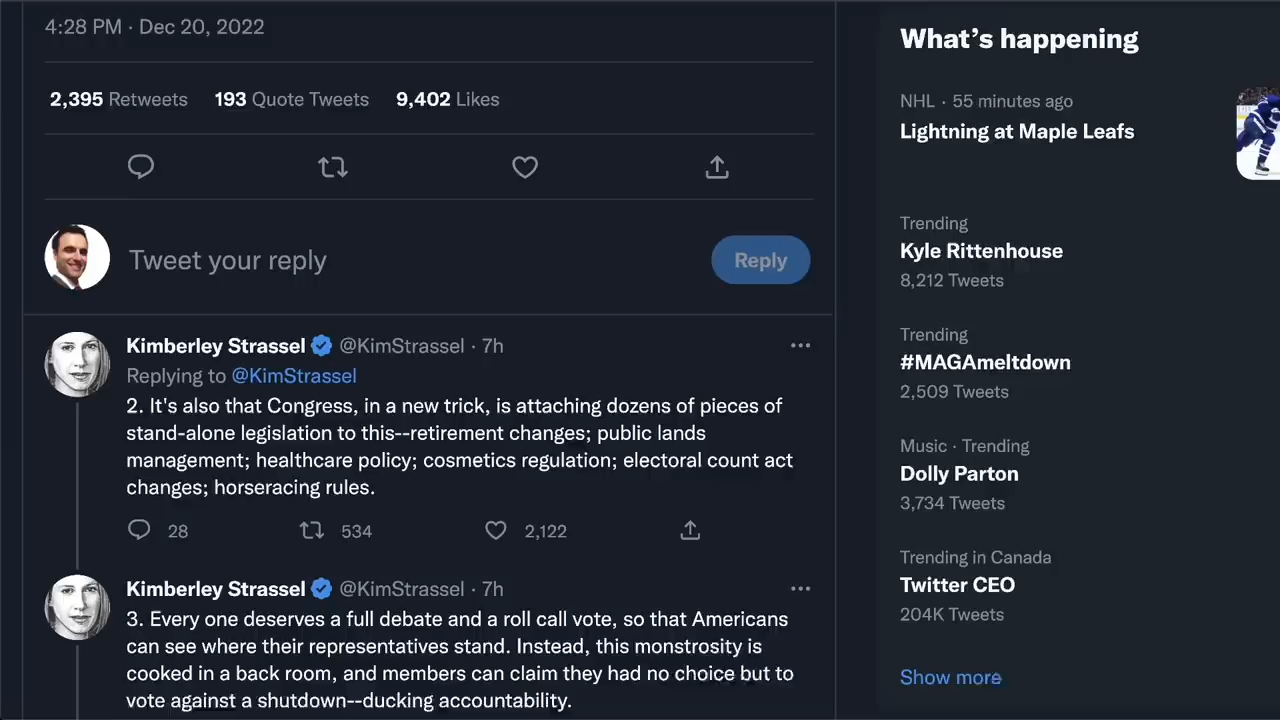 4:28 PM · Dec 20, 2022
2,395 Retweets 193 Quote Tweets 9,402 Likes
Tweet your reply
Reply
Kimberley Strassel @KimStrassel · 7h
Replying to @KimStrassel
2. It's also that Congress, in a new trick, is attaching dozens of pieces of
stand-alone legislation to this--retirement changes; public lands
management; healthcare policy; cosmetics regulation; electoral count act
changes; horseracing rules.
28 534 2,122
Kimberley Strassel @KimStrassel · 7h
3. Every one deserves a full debate and a roll call vote, so that Americans
can see where their representatives stand. Instead, this monstrosity is
cooked in a back room, and members can claim they had no choice but to
vote against a shutdown--ducking accountability.
What's happening
NHL · 55 minutes ago
Lightning at Maple Leafs
Trending
Kyle Rittenhouse
8,212 Tweets
Trending
#MAGAmeltdown
2,509 Tweets
Music · Trending
Dolly Parton
3,734 Tweets
Trending in Canada
Twitter CEO
204K Tweets
Show more